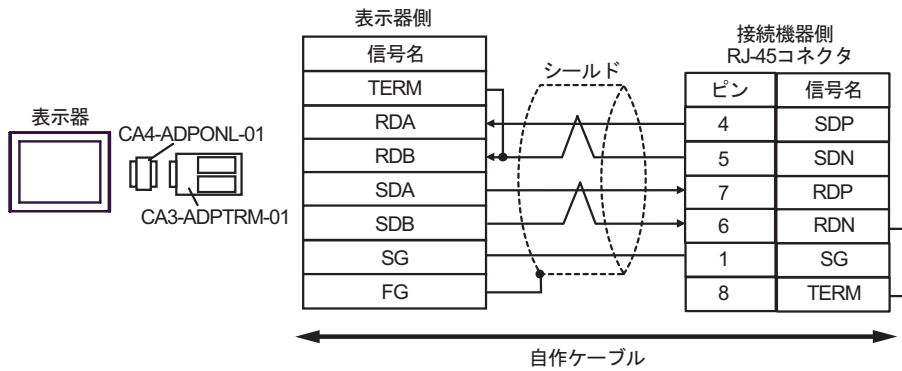 表示器側
信号名
TERM
RDA
RDB
SDA
SDB
SG
FG
シールド
接続機器側
RJ-45コネクタ
ピン 信号名
4 SDP
5 SDN
7 RDP
6 RDN
1 SG
8 TERM
表示器
CA4-ADPONL-01
CA3-ADPTRM-01
自作ケーブル